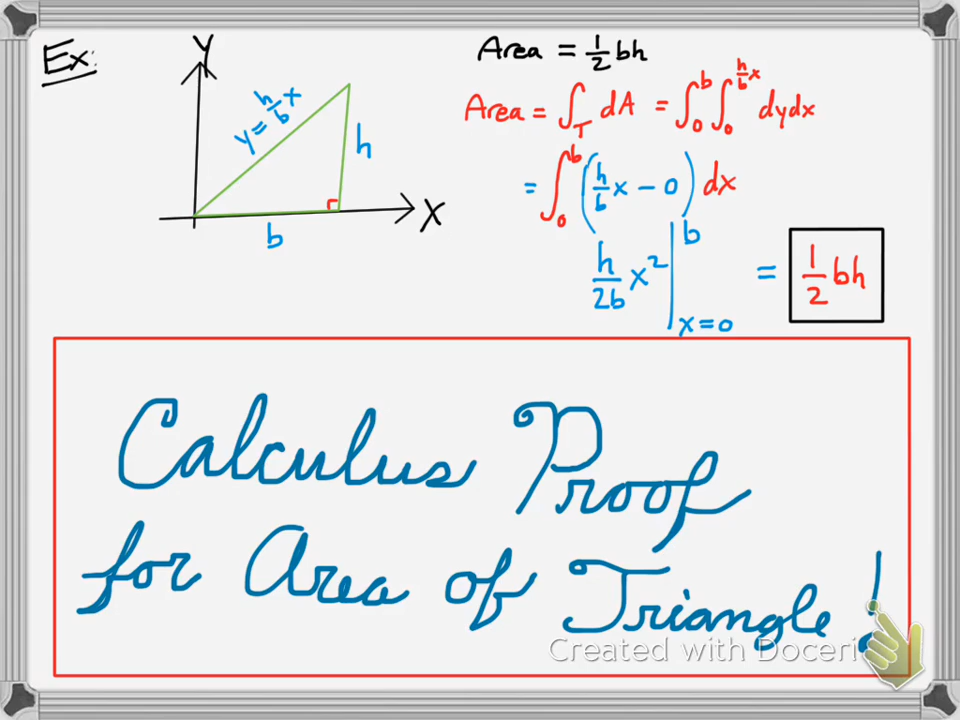 Ex:
Y
y = h/b x
h
b
X
Area = 1/2 bh
Area = ∫_T dA = ∫_0^b ∫_0^{h/b x} dydx
= ∫_0^b (h/b x - 0) dx
h/2b x² |_{x=0}^b = 1/2 bh
Calculus Proof
for Area of Triangle!
Created with Doceri